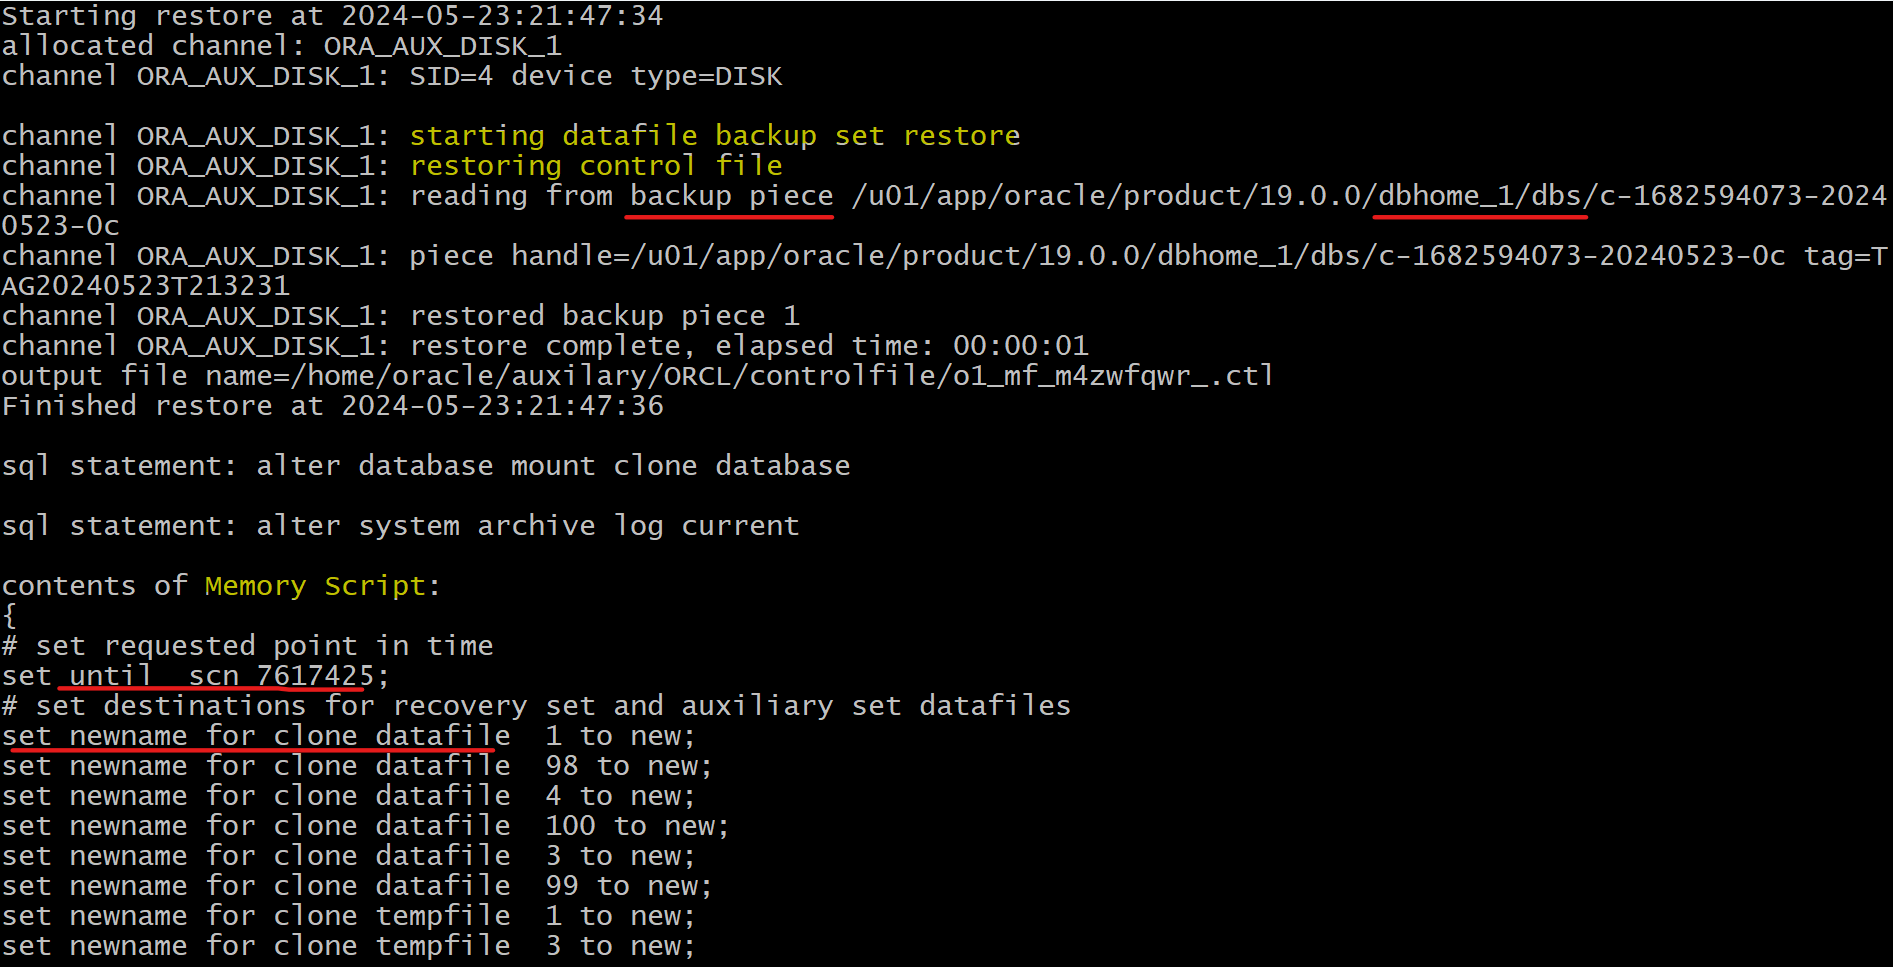 Starting restore at 2024-05-23:21:47:34
allocated channel: ORA_AUX_DISK_1
channel ORA_AUX_DISK_1: SID=4 device type=DISK
channel ORA_AUX_DISK_1: starting datafile backup set restore
channel ORA_AUX_DISK_1: restoring control file
channel ORA_AUX_DISK_1: reading from backup piece /u01/app/oracle/product/19.0.0/dbhome_1/dbs/c-1682594073-2024
0523-0c
channel ORA_AUX_DISK_1: piece handle=/u01/app/oracle/product/19.0.0/dbhome_1/dbs/c-1682594073-20240523-0c tag=T
AG20240523T213231
channel ORA_AUX_DISK_1: restored backup piece 1
channel ORA_AUX_DISK_1: restore complete, elapsed time: 00:00:01
output file name=/home/oracle/auxilary/ORCL/controlfile/o1_mf_m4zwfqwr_.ctl
Finished restore at 2024-05-23:21:47:36
sql statement: alter database mount clone database
sql statement: alter system archive log current
contents of Memory Script:
{
# set requested point in time
set until  scn 7617425;
# set destinations for recovery set and auxiliary set datafiles
set newname for clone datafile  1 to new;
set newname for clone datafile  98 to new;
set newname for clone datafile  4 to new;
set newname for clone datafile  100 to new;
set newname for clone datafile  3 to new;
set newname for clone datafile  99 to new;
set newname for clone tempfile  1 to new;
set newname for clone tempfile  3 to new;